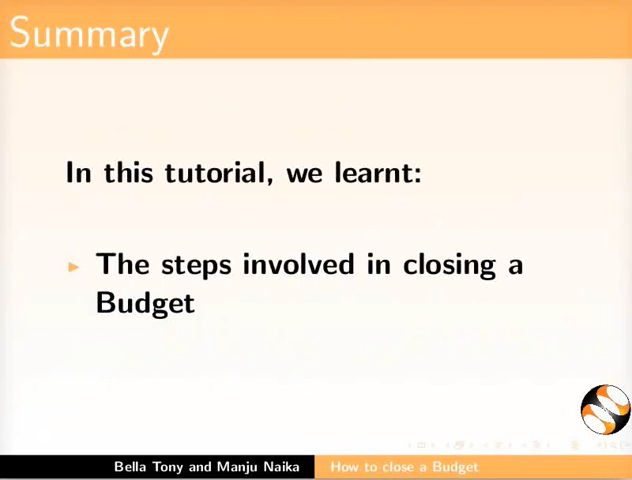 Summary
In this tutorial, we learnt:
The steps involved in closing a
Budget
Bella Tony and Manju Naika
How to close a Budget